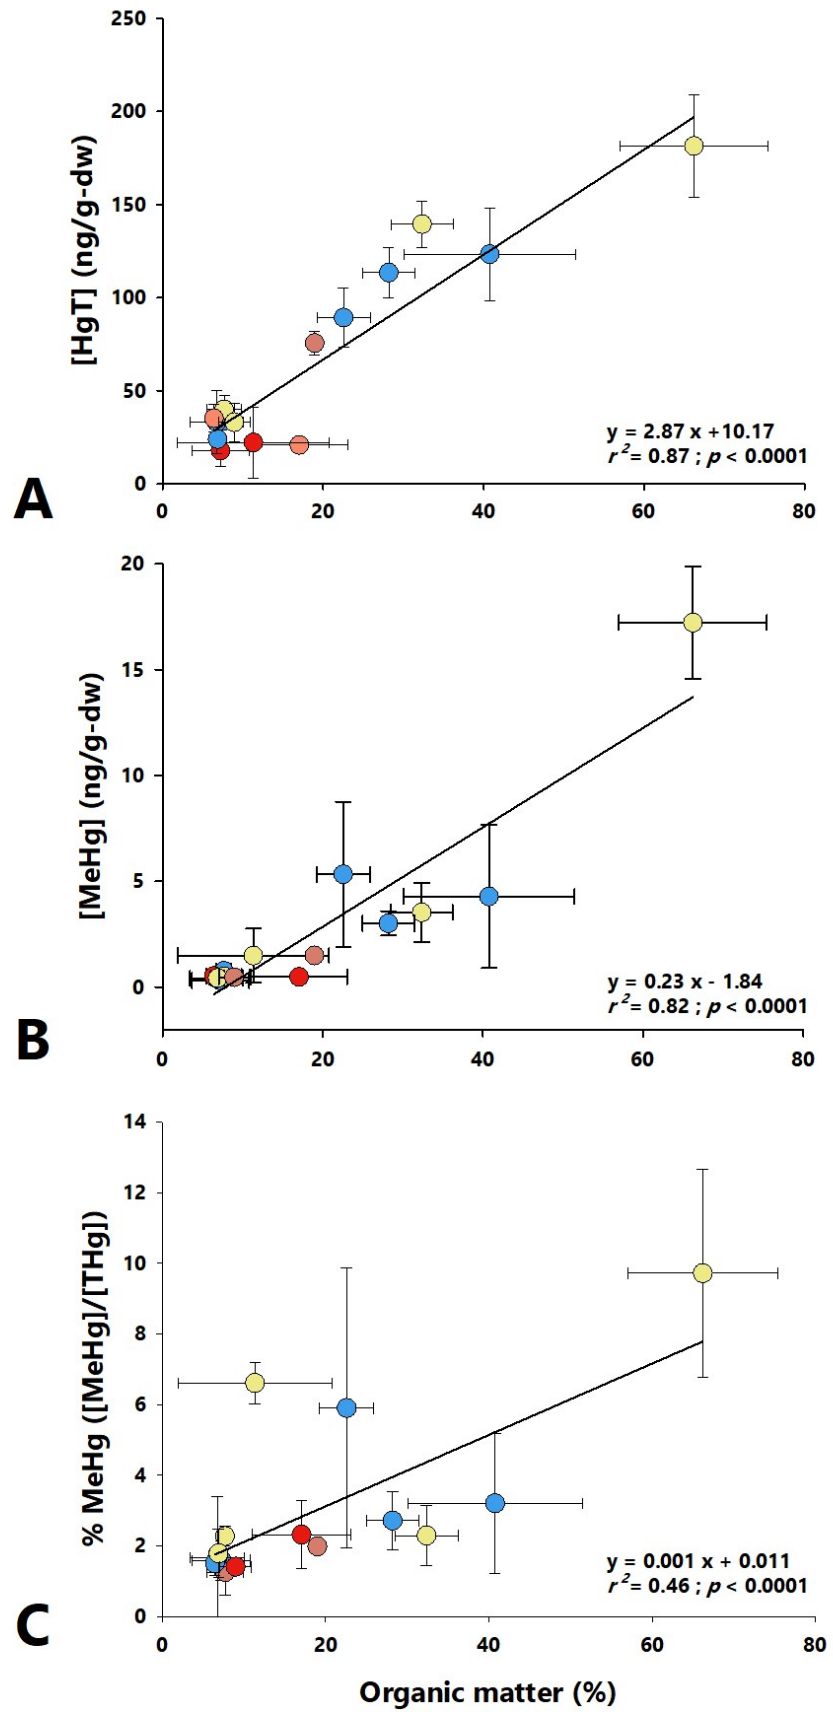 250
200
150
100
50
0
[HgT] (ng/g-dw)
y = 2.87 x +10.17
r² = 0.87 ; p < 0.0001
A
0 20 40 60 80
20
15
10
5
0
[MeHg] (ng/g-dw)
y = 0.23 x - 1.84
r² = 0.82 ; p < 0.0001
B
0 20 40 60 80
14
12
10
8
6
4
2
0
% MeHg ([MeHg]/[THg])
y = 0.001 x + 0.011
r² = 0.46 ; p < 0.0001
C
0 20 40 60 80
Organic matter (%)